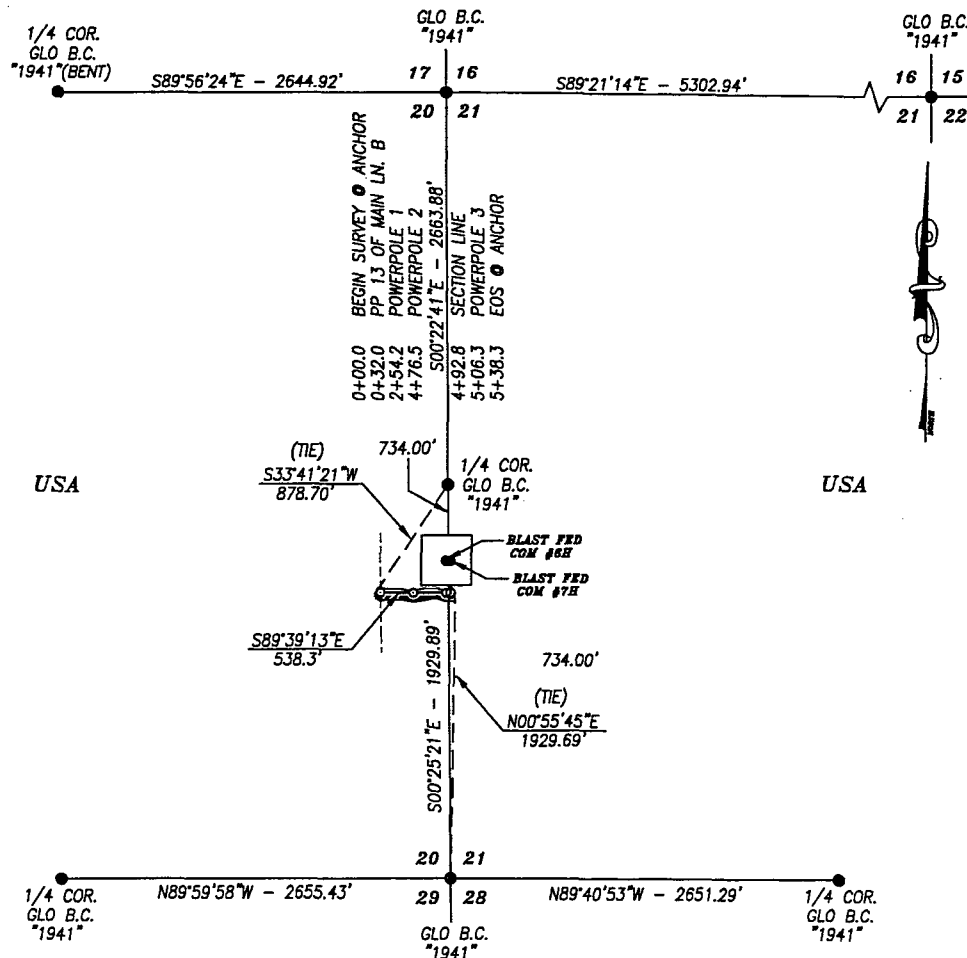 1/4 COR.
GLO B.C.
"1941"(BENT)
GLO B.C.
"1941"
GLO B.C.
"1941"
S89°56'24"E - 2644.92'
17 16
S89°21'14"E - 5302.94'
16 15
20 21
21 22
0+00.0 BEGIN SURVEY @ ANCHOR
0+32.0 PP 13 OF MAIN LN. B
2+54.2 POWERPOLE 1
4+76.5 POWERPOLE 2
S00°22'41"E - 2663.88'
4+92.8 SECTION LINE
5+06.3 POWERPOLE 3
5+38.3 EOS @ ANCHOR
(TIE)
S33°41'21"W
878.70'
734.00'
1/4 COR.
GLO B.C.
"1941"
USA
USA
BLAST FED
COM #6H
BLAST FED
COM #7H
S89°39'13"E
538.3'
S00°25'21"E - 1929.89'
734.00'
(TIE)
N00°55'45"E
1929.69'
20 21
N89°59'58"W - 2655.43'
29 28
N89°40'53"W - 2651.29'
1/4 COR.
GLO B.C.
"1941"
GLO B.C.
"1941"
1/4 COR.
GLO B.C.
"1941"